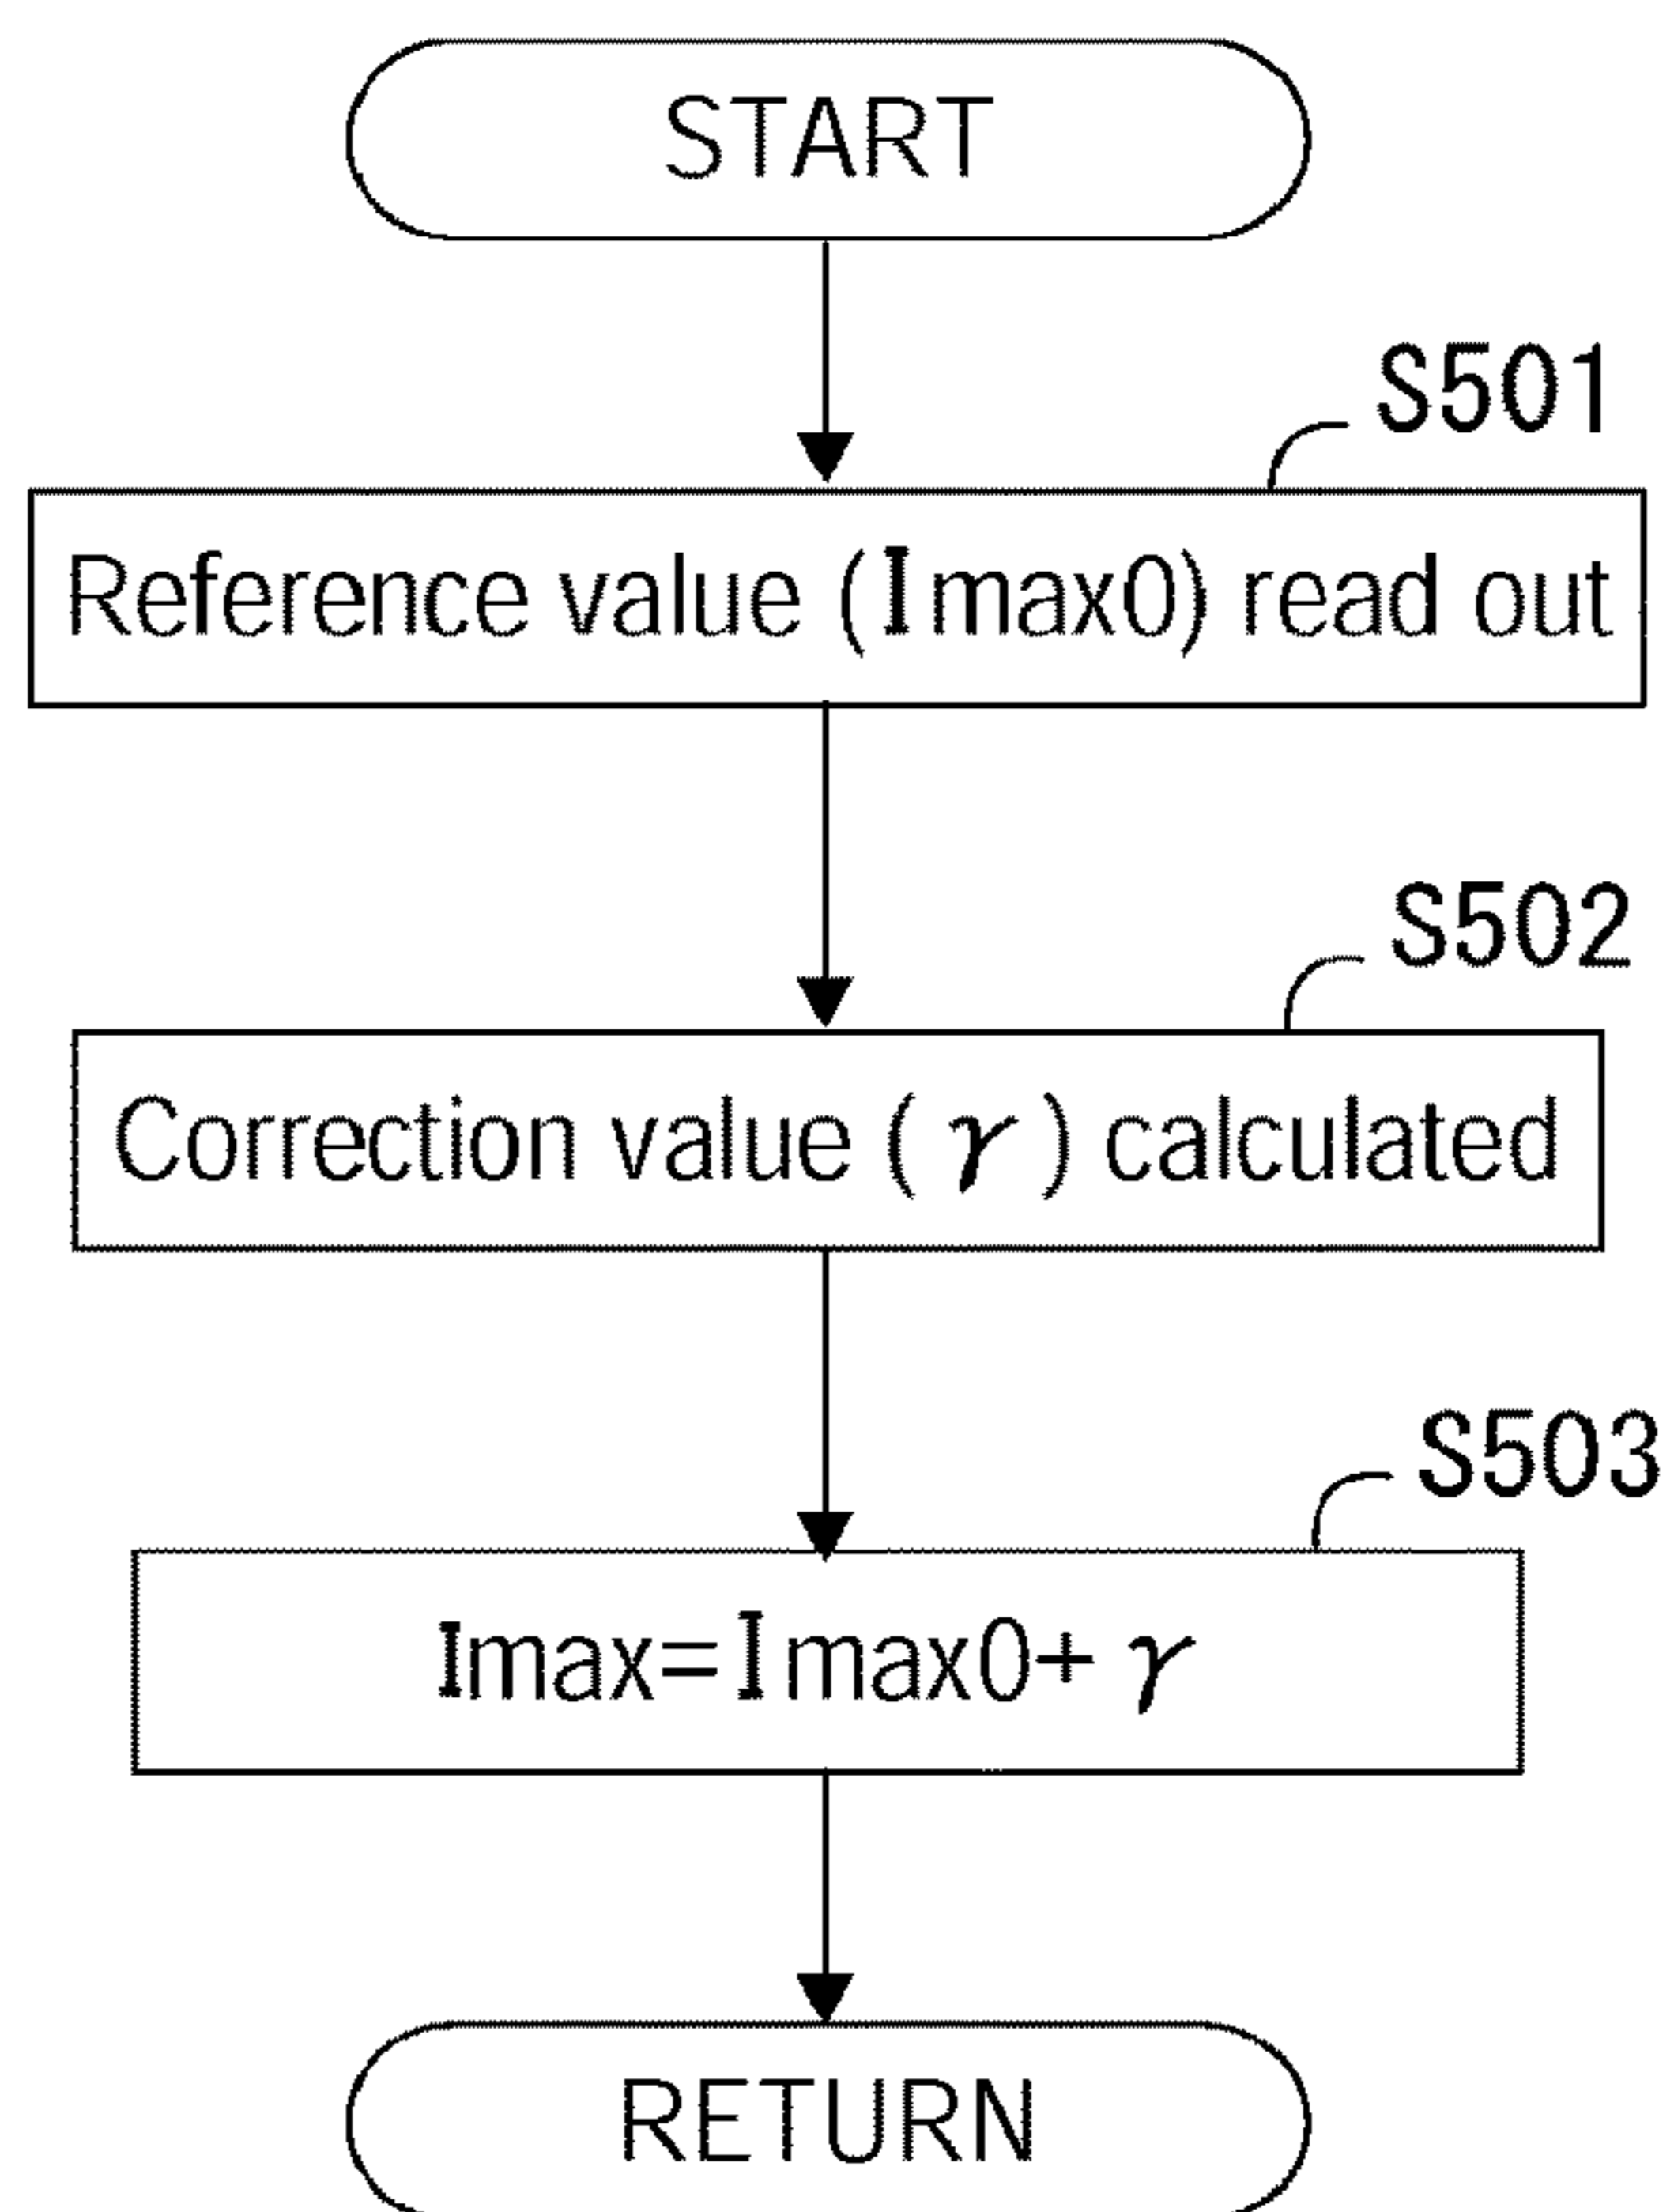 START
S501
Reference value (Imax0) read out
S502
Correction value (γ) calculated
S503
Imax=Imax0+γ
RETURN